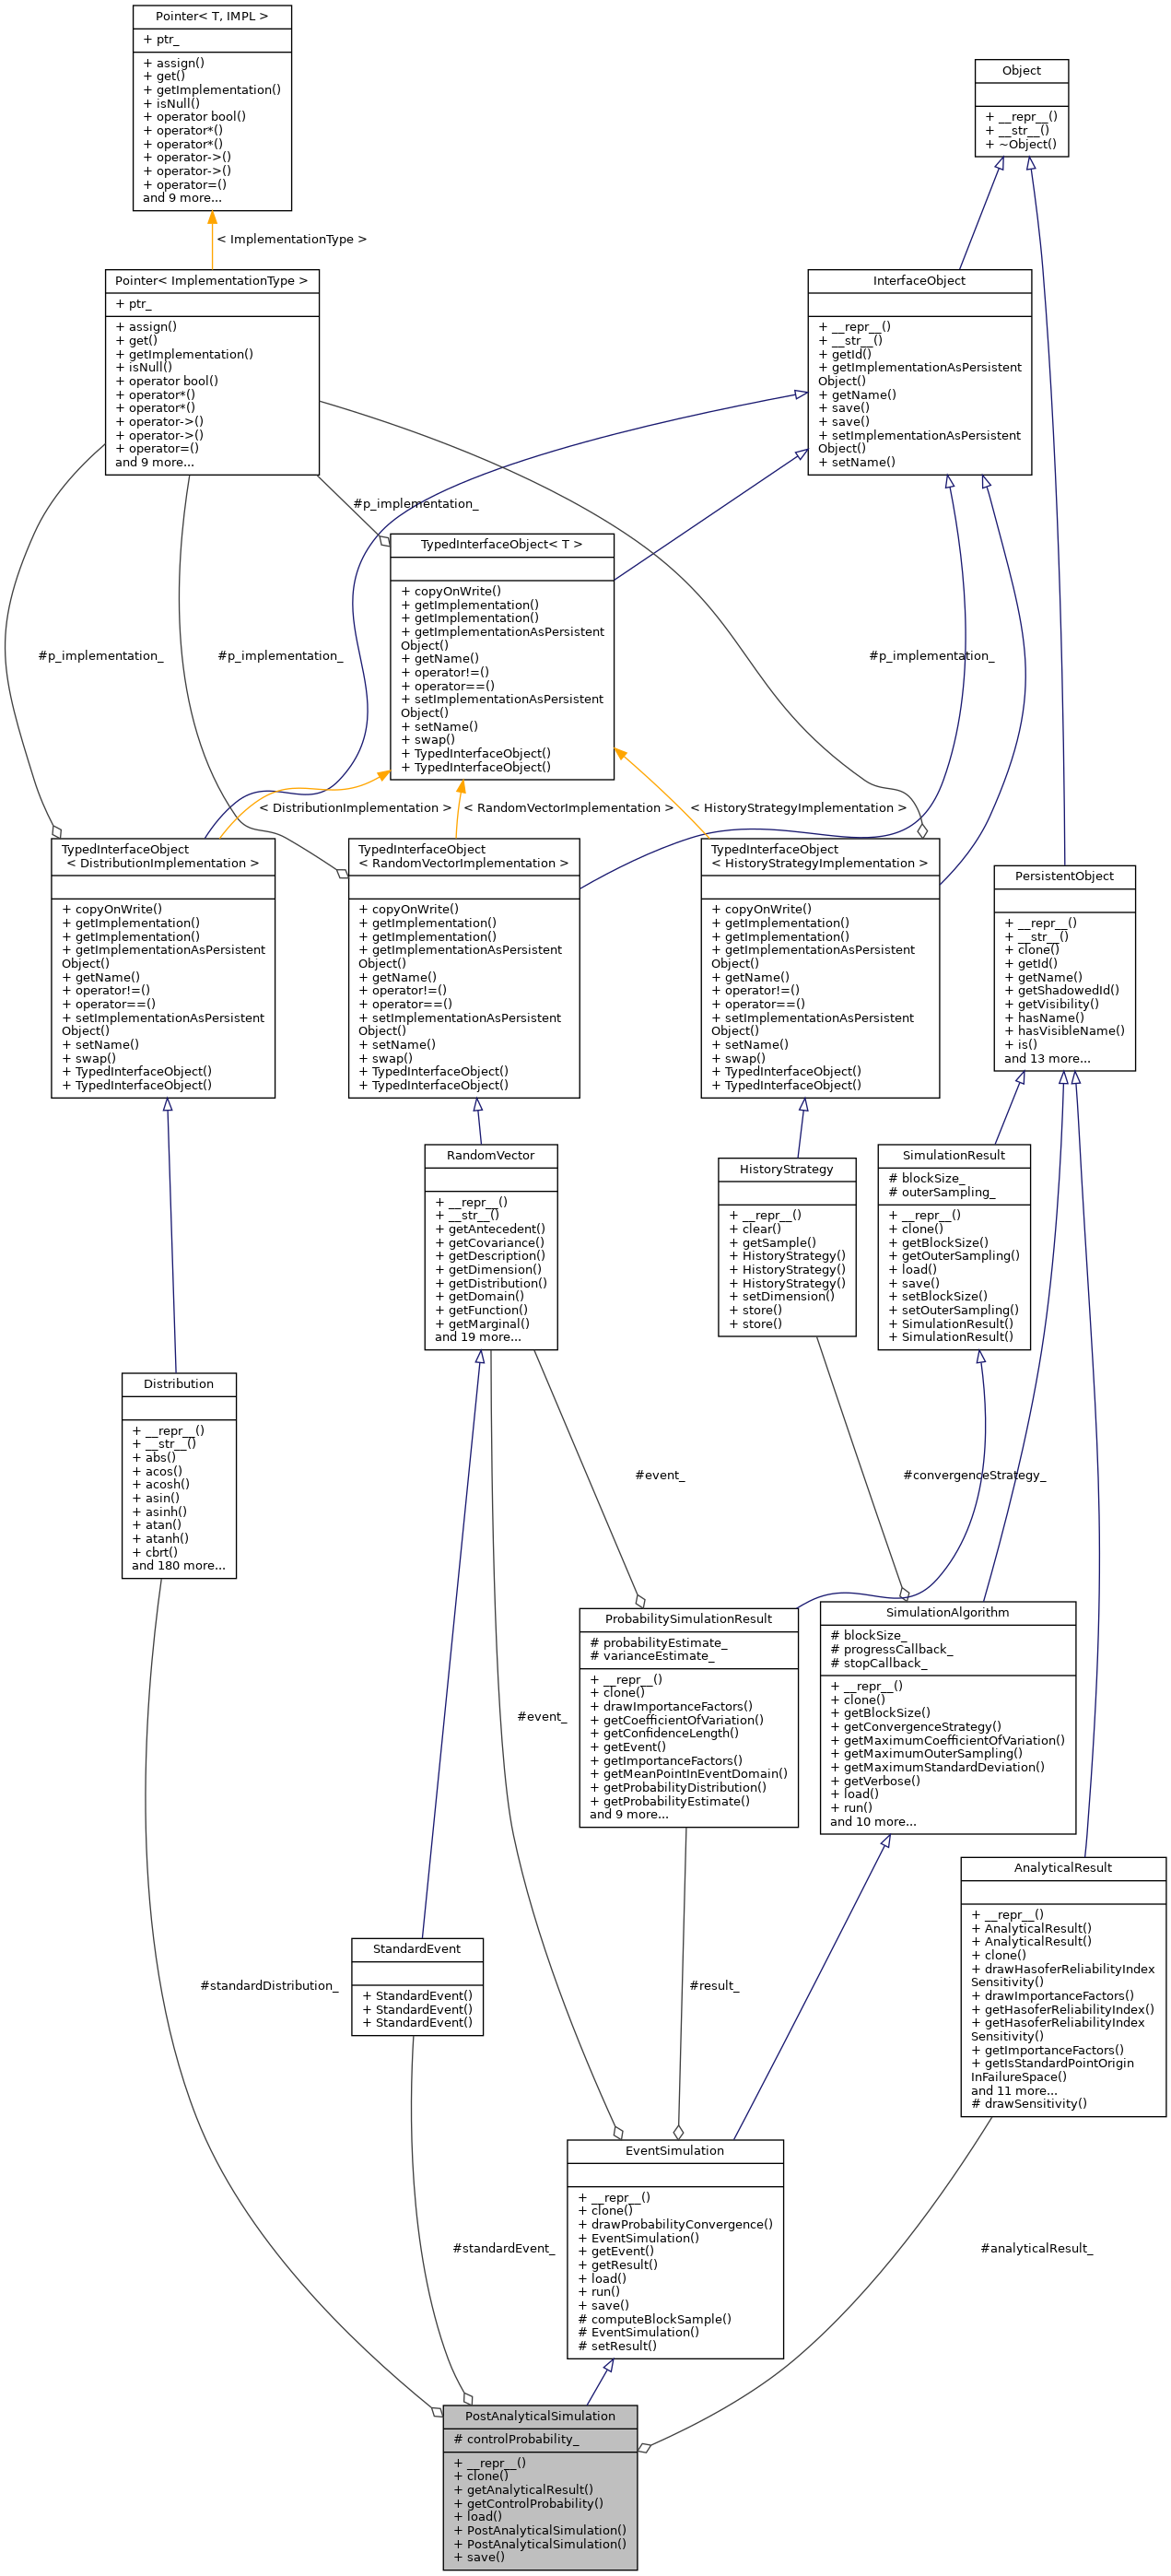 Pointer< T, IMPL >
+ ptr_
+ assign()
+ get()
+ getImplementation()
+ isNull()
+ operator bool()
+ operator*()
+ operator*()
+ operator->()
+ operator->()
+ operator=()
and 9 more...
Object
+ __repr__()
+ __str__()
+ ~Object()
< ImplementationType >
Pointer< ImplementationType >
+ ptr_
+ assign()
+ get()
+ getImplementation()
+ isNull()
+ operator bool()
+ operator*()
+ operator*()
+ operator->()
+ operator->()
+ operator=()
and 9 more...
InterfaceObject
+ __repr__()
+ __str__()
+ getId()
+ getImplementationAsPersistent
Object()
+ getName()
+ save()
+ save()
+ setImplementationAsPersistent
Object()
+ setName()
#p_implementation_
TypedInterfaceObject< T >
+ copyOnWrite()
+ getImplementation()
+ getImplementation()
+ getImplementationAsPersistent
Object()
+ getName()
+ operator!=()
+ operator==()
+ setImplementationAsPersistent
Object()
+ setName()
+ swap()
+ TypedInterfaceObject()
+ TypedInterfaceObject()
#p_implementation_
#p_implementation_
#p_implementation_
< DistributionImplementation >
< RandomVectorImplementation >
< HistoryStrategyImplementation >
TypedInterfaceObject
< DistributionImplementation >
+ copyOnWrite()
+ getImplementation()
+ getImplementation()
+ getImplementationAsPersistent
Object()
+ getName()
+ operator!=()
+ operator==()
+ setImplementationAsPersistent
Object()
+ setName()
+ swap()
+ TypedInterfaceObject()
+ TypedInterfaceObject()
TypedInterfaceObject
< RandomVectorImplementation >
+ copyOnWrite()
+ getImplementation()
+ getImplementation()
+ getImplementationAsPersistent
Object()
+ getName()
+ operator!=()
+ operator==()
+ setImplementationAsPersistent
Object()
+ setName()
+ swap()
+ TypedInterfaceObject()
+ TypedInterfaceObject()
TypedInterfaceObject
< HistoryStrategyImplementation >
+ copyOnWrite()
+ getImplementation()
+ getImplementation()
+ getImplementationAsPersistent
Object()
+ getName()
+ operator!=()
+ operator==()
+ setImplementationAsPersistent
Object()
+ setName()
+ swap()
+ TypedInterfaceObject()
+ TypedInterfaceObject()
PersistentObject
+ __repr__()
+ __str__()
+ clone()
+ getId()
+ getName()
+ getShadowedId()
+ getVisibility()
+ hasName()
+ hasVisibleName()
+ is()
and 13 more...
RandomVector
+ __repr__()
+ __str__()
+ getAntecedent()
+ getCovariance()
+ getDescription()
+ getDimension()
+ getDistribution()
+ getDomain()
+ getFunction()
+ getMarginal()
and 19 more...
HistoryStrategy
+ __repr__()
+ clear()
+ getSample()
+ HistoryStrategy()
+ HistoryStrategy()
+ HistoryStrategy()
+ setDimension()
+ store()
+ store()
SimulationResult
# blockSize_
# outerSampling_
+ __repr__()
+ clone()
+ getBlockSize()
+ getOuterSampling()
+ load()
+ save()
+ setBlockSize()
+ setOuterSampling()
+ SimulationResult()
+ SimulationResult()
Distribution
+ __repr__()
+ __str__()
+ abs()
+ acos()
+ acosh()
+ asin()
+ asinh()
+ atan()
+ atanh()
+ cbrt()
and 180 more...
#event_
#convergenceStrategy_
ProbabilitySimulationResult
# probabilityEstimate_
# varianceEstimate_
+ __repr__()
+ clone()
+ drawImportanceFactors()
+ getCoefficientOfVariation()
+ getConfidenceLength()
+ getEvent()
+ getImportanceFactors()
+ getMeanPointInEventDomain()
+ getProbabilityDistribution()
+ getProbabilityEstimate()
and 9 more...
SimulationAlgorithm
# blockSize_
# progressCallback_
# stopCallback_
+ __repr__()
+ clone()
+ getBlockSize()
+ getConvergenceStrategy()
+ getMaximumCoefficientOfVariation()
+ getMaximumOuterSampling()
+ getMaximumStandardDeviation()
+ getVerbose()
+ load()
+ run()
and 10 more...
#event_
AnalyticalResult
+ __repr__()
+ AnalyticalResult()
+ AnalyticalResult()
+ clone()
+ drawHasoferReliabilityIndex
Sensitivity()
+ drawImportanceFactors()
+ getHasoferReliabilityIndex()
+ getHasoferReliabilityIndex
Sensitivity()
+ getImportanceFactors()
+ getIsStandardPointOrigin
InFailureSpace()
and 11 more...
# drawSensitivity()
StandardEvent
+ StandardEvent()
+ StandardEvent()
+ StandardEvent()
#standardDistribution_
#result_
EventSimulation
+ __repr__()
+ clone()
+ drawProbabilityConvergence()
+ EventSimulation()
+ getEvent()
+ getResult()
+ load()
+ run()
+ save()
# computeBlockSample()
# EventSimulation()
# setResult()
#standardEvent_
#analyticalResult_
PostAnalyticalSimulation
# controlProbability_
+ __repr__()
+ clone()
+ getAnalyticalResult()
+ getControlProbability()
+ load()
+ PostAnalyticalSimulation()
+ PostAnalyticalSimulation()
+ save()